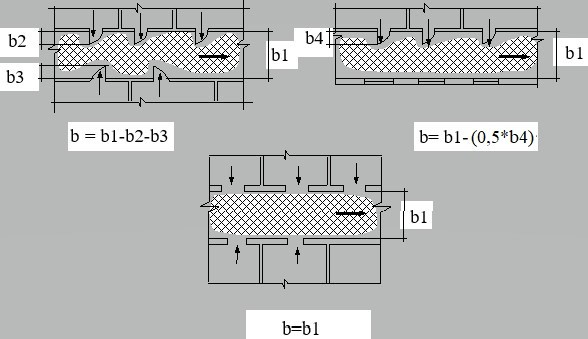 b2
b3
b1
b = b1-b2-b3
b4
b1
b= b1-(0,5*b4)
b1
b=b1